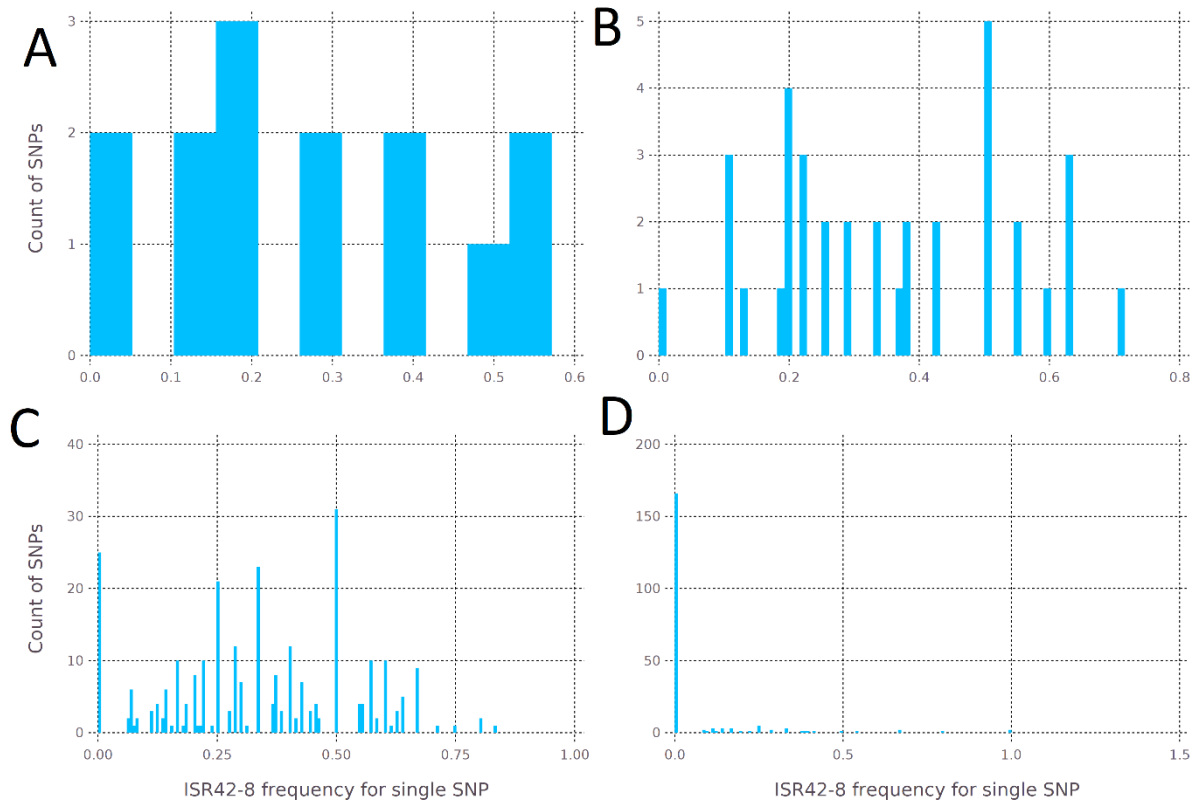 A
3
2
1
0
Count of SNPs
0.0 0.1 0.2 0.3 0.4 0.5 0.6
B
5
4
3
2
1
0
0.0 0.2 0.4 0.6 0.8
C
40
30
20
10
0
Count of SNPs
0.00 0.25 0.50 0.75 1.00
ISR42-8 frequency for single SNP
D
200
150
100
50
0
0.0 0.5 1.0 1.5
ISR42-8 frequency for single SNP